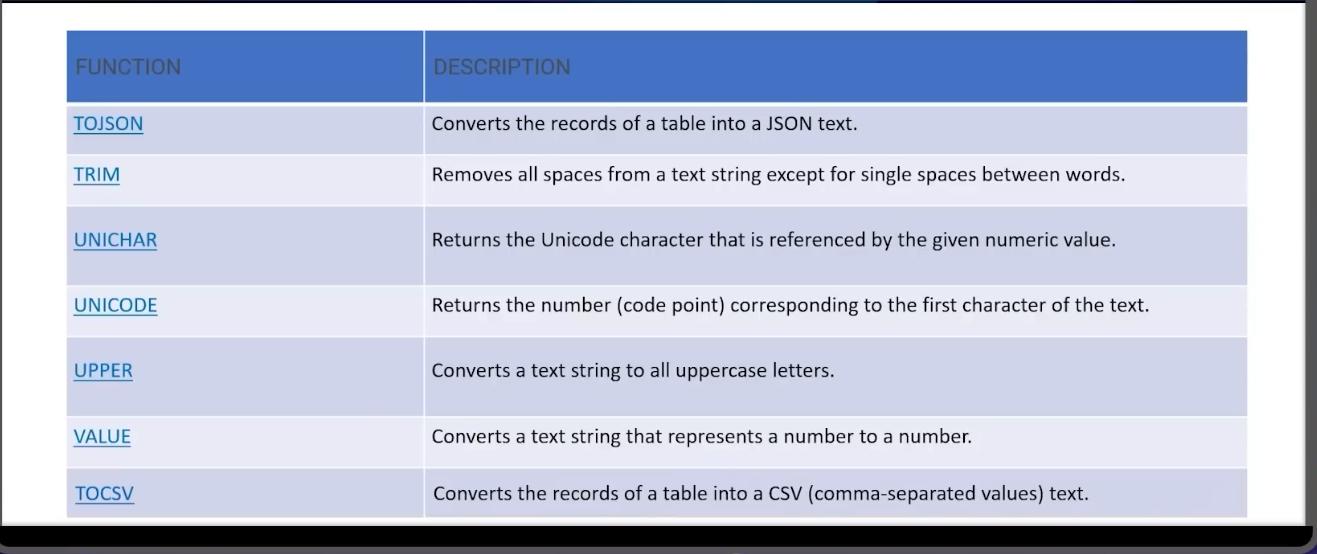 FUNCTION DESCRIPTION
TOJSON Converts the records of a table into a JSON text.
TRIM Removes all spaces from a text string except for single spaces between words.
UNICHAR Returns the Unicode character that is referenced by the given numeric value.
UNICODE Returns the number (code point) corresponding to the first character of the text.
UPPER Converts a text string to all uppercase letters.
VALUE Converts a text string that represents a number to a number.
TOCSV Converts the records of a table into a CSV (comma-separated values) text.